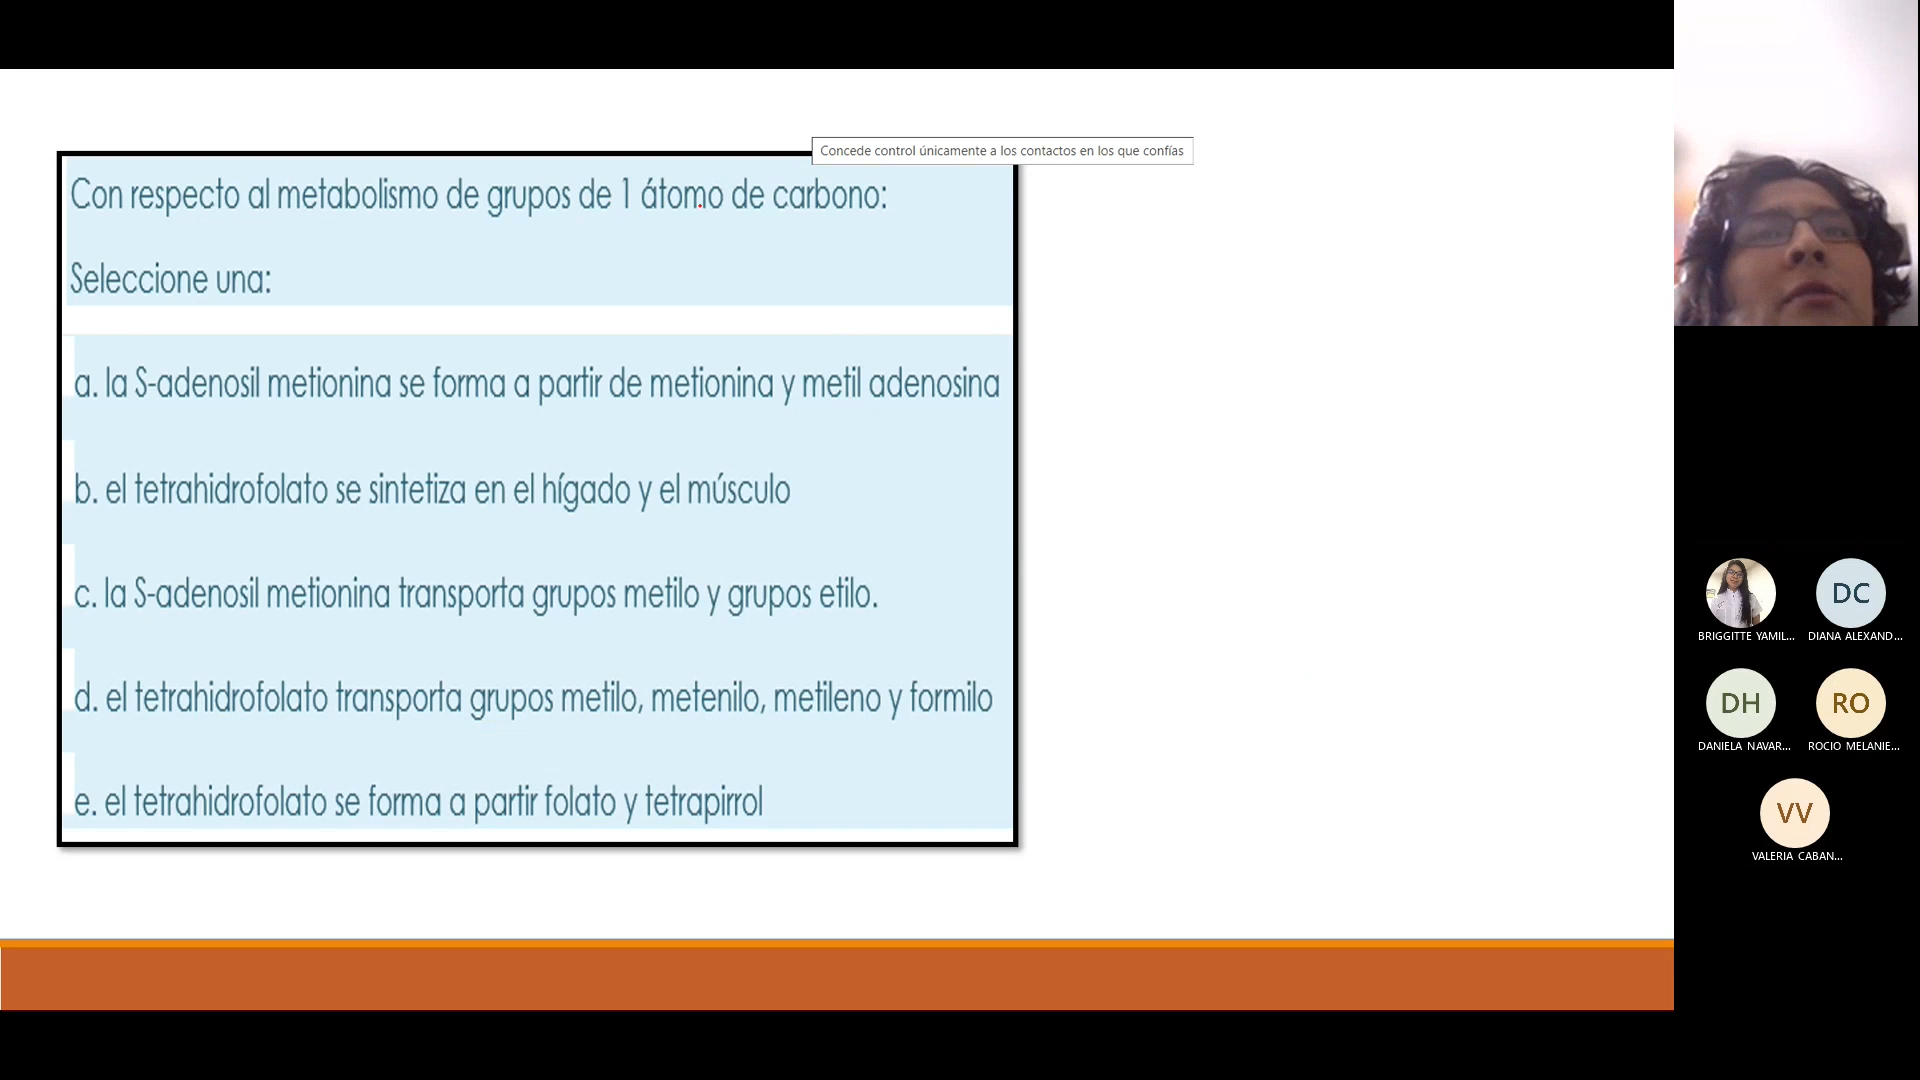 Concede control únicamente a los contactos en los que confías
Con respecto al metabolismo de grupos de 1 átomo de carbono:
Seleccione una:
a. la S-adenosil metionina se forma a partir de metionina y metil adenosina
b. el tetrahidrofolato se sintetiza en el hígado y el músculo
c. la S-adenosil metionina transporta grupos metilo y grupos etilo.
d. el tetrahidrofolato transporta grupos metilo, metenilo, metileno y formilo
e. el tetrahidrofolato se forma a partir folato y tetrapirrol
DC
BRIGGITTE YAMIL...
DIANA ALEXAND...
DH
RO
DANIELA NAVAR...
ROCIO MELANIE...
VV
VALERIA CABAN...